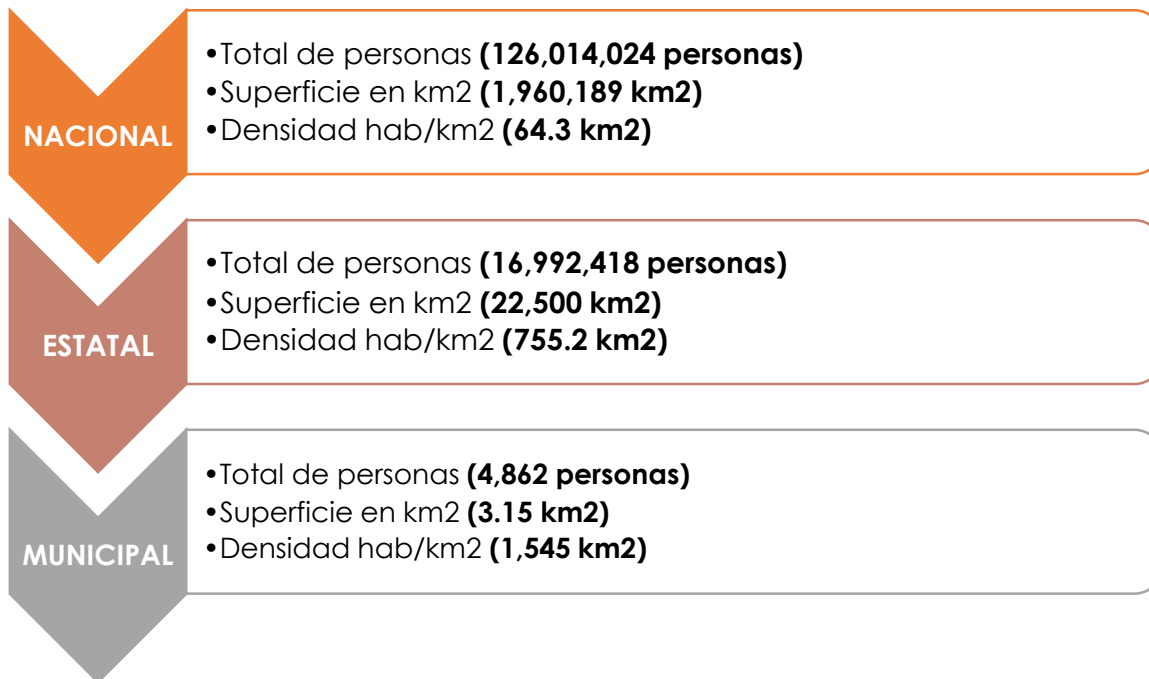 NACIONAL
•Total de personas (126,014,024 personas)
•Superficie en km2 (1,960,189 km2)
•Densidad hab/km2 (64.3 km2)
ESTATAL
•Total de personas (16,992,418 personas)
•Superficie en km2 (22,500 km2)
•Densidad hab/km2 (755.2 km2)
MUNICIPAL
•Total de personas (4,862 personas)
•Superficie en km2 (3.15 km2)
•Densidad hab/km2 (1,545 km2)